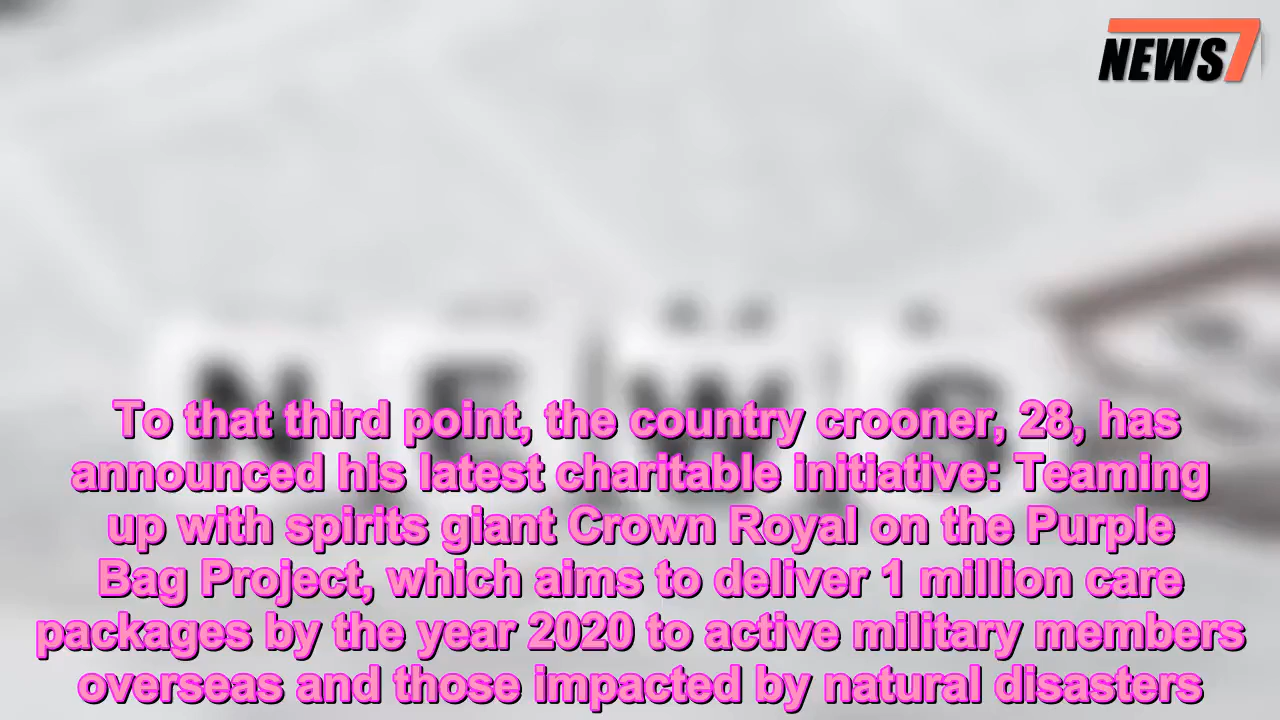 NEWS7
NEWS
To that third point, the country crooner, 28, has
announced his latest charitable initiative: Teaming
up with spirits giant Crown Royal on the Purple
Bag Project, which aims to deliver 1 million care
packages by the year 2020 to active military members
overseas and those impacted by natural disasters